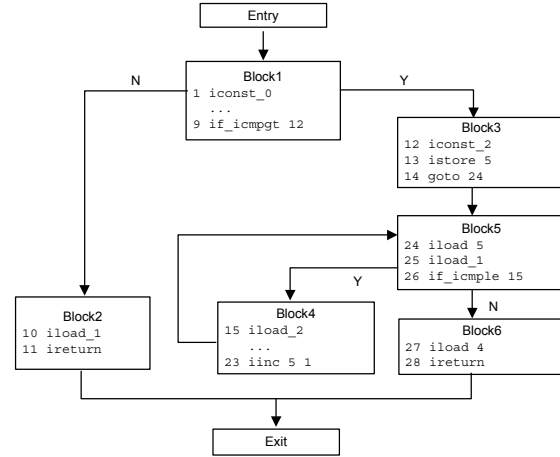 Entry
N
Block1
1 iconst_0
...
9 if_icmpgt 12
Y
Block3
12 iconst_2
13 istore 5
14 goto 24
Block5
24 iload 5
25 iload_1
26 if_icmple 15
Y
N
Block2
10 iload_1
11 ireturn
Block4
15 iload_2
...
23 iinc 5 1
Block6
27 iload 4
28 ireturn
Exit